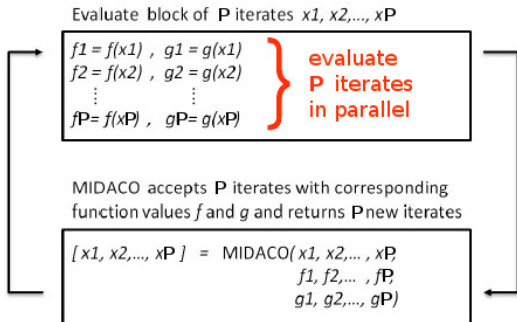 Evaluate block of P iterates x1, x2,..., xP
f1 = f(x1) , g1 = g(x1)
f2 = f(x2) , g2 = g(x2)
⋮ ⋮
fP= f(xP) , gP= g(xP)
evaluate
P iterates
in parallel
MIDACO accepts P iterates with corresponding
function values f and g and returns P new iterates
[ x1, x2,..., xP ] = MIDACO( x1, x2,... , xP,
f1, f2,... , fP,
g1, g2,..., gP)